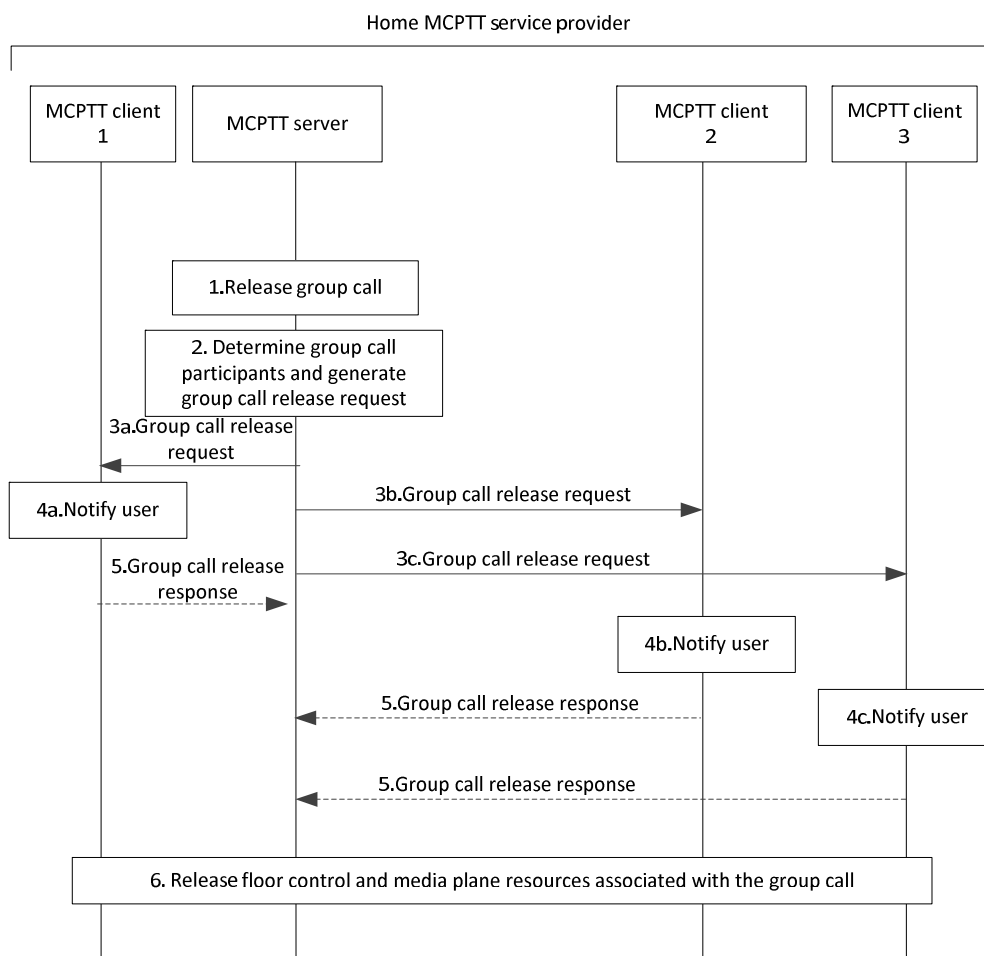 Home MCPTT service provider
MCPTT client
1
MCPTT server
MCPTT client
2
MCPTT client
3
1.Release group call
2. Determine group call
participants and generate
group call release request
3a.Group call release
request
4a.Notify user
3b.Group call release request
5.Group call release
response
3c.Group call release request
4b.Notify user
5.Group call release response
4c.Notify user
5.Group call release response
6. Release floor control and media plane resources associated with the group call